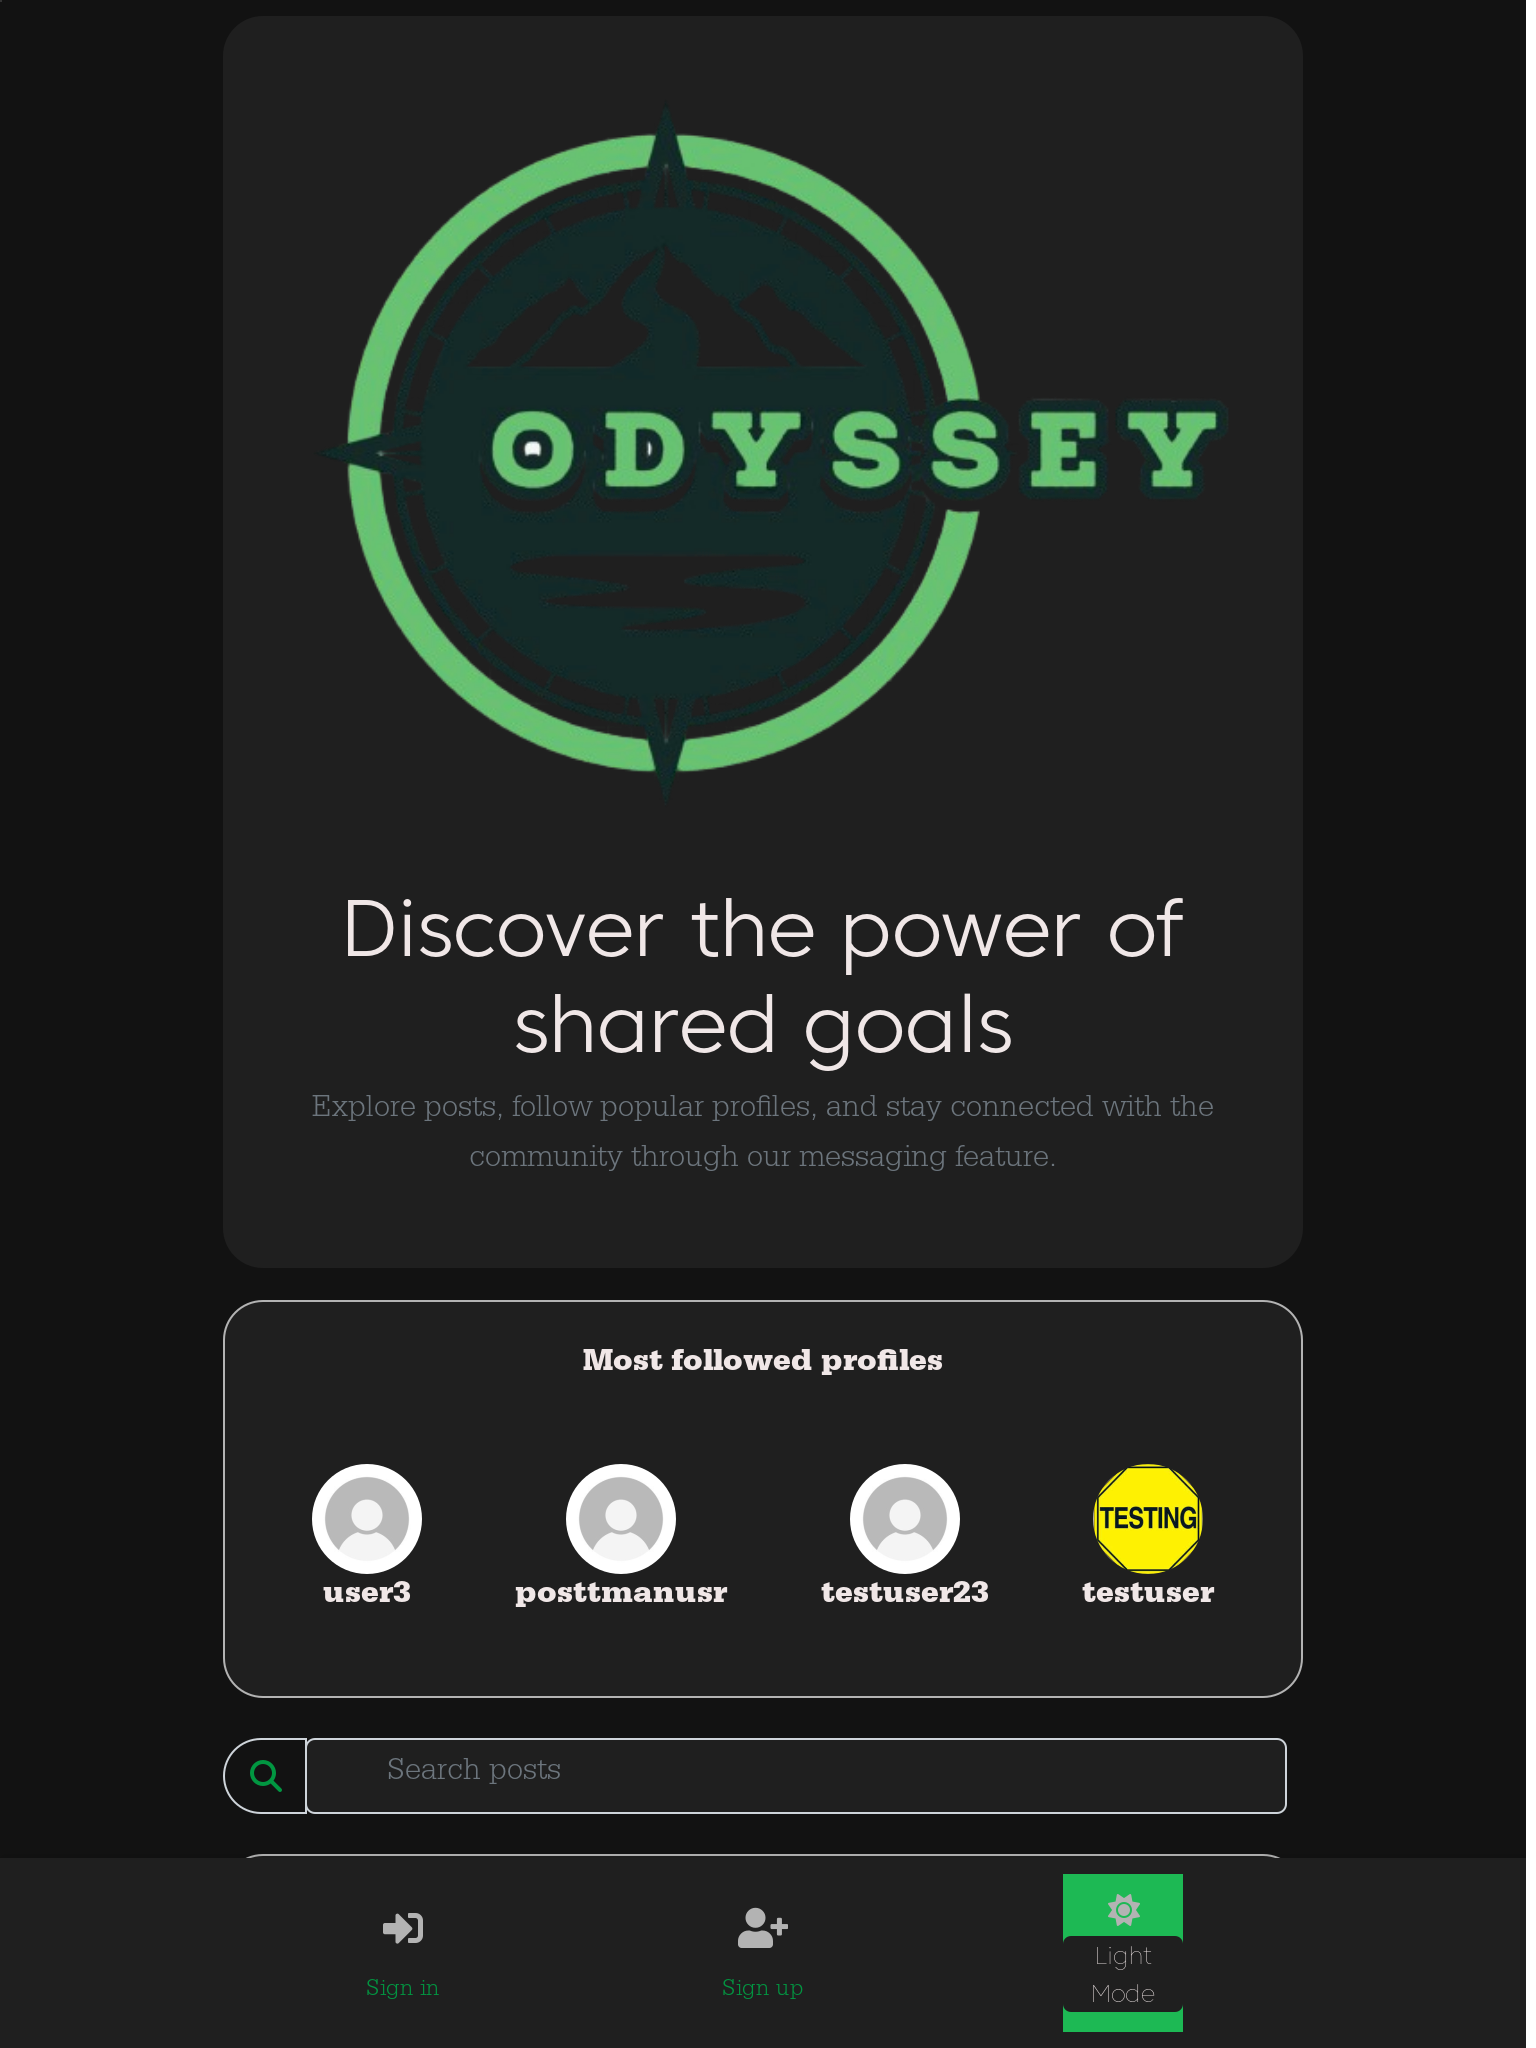 ODYSSEY
Discover the power of
shared goals
Explore posts, follow popular profiles, and stay connected with the
community through our messaging feature.
Most followed profiles
TESTING
user3 posttmanusr testuser23 testuser
Search posts
Sign in Sign up Light
Mode